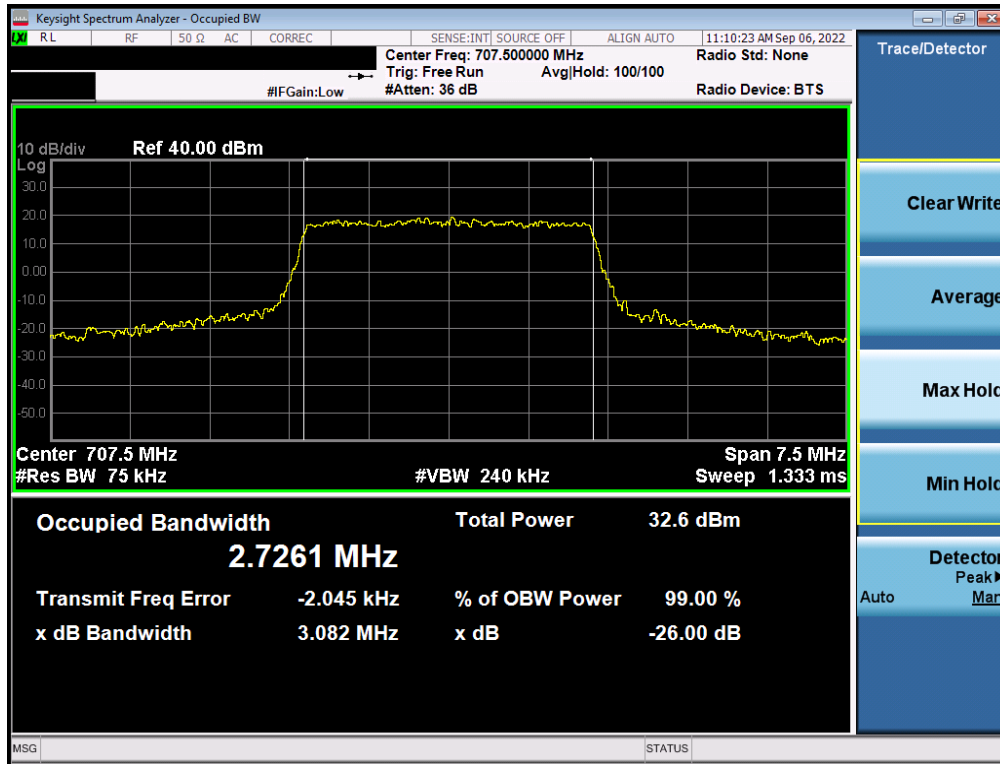 Keysight Spectrum Analyzer - Occupied BW
LXI RL RF 50 Ω AC CORREC SENSE:INT SOURCE OFF ALIGN AUTO 11:10:23 AM Sep 06, 2022
Center Freq: 707.500000 MHz Radio Std: None
Trig: Free Run Avg|Hold: 100/100
#IFGain:Low #Atten: 36 dB Radio Device: BTS
10 dB/div Ref 40.00 dBm
Log
30.0
20.0
10.0
0.00
-10.0
-20.0
-30.0
-40.0
-50.0
Center 707.5 MHz Span 7.5 MHz
#Res BW 75 kHz #VBW 240 kHz Sweep 1.333 ms
Occupied Bandwidth Total Power 32.6 dBm
2.7261 MHz
Transmit Freq Error -2.045 kHz % of OBW Power 99.00 %
x dB Bandwidth 3.082 MHz x dB -26.00 dB
MSG STATUS
Trace/Detector
Clear Write
Average
Max Hold
Min Hold
Detector
Peak▶
Auto Man